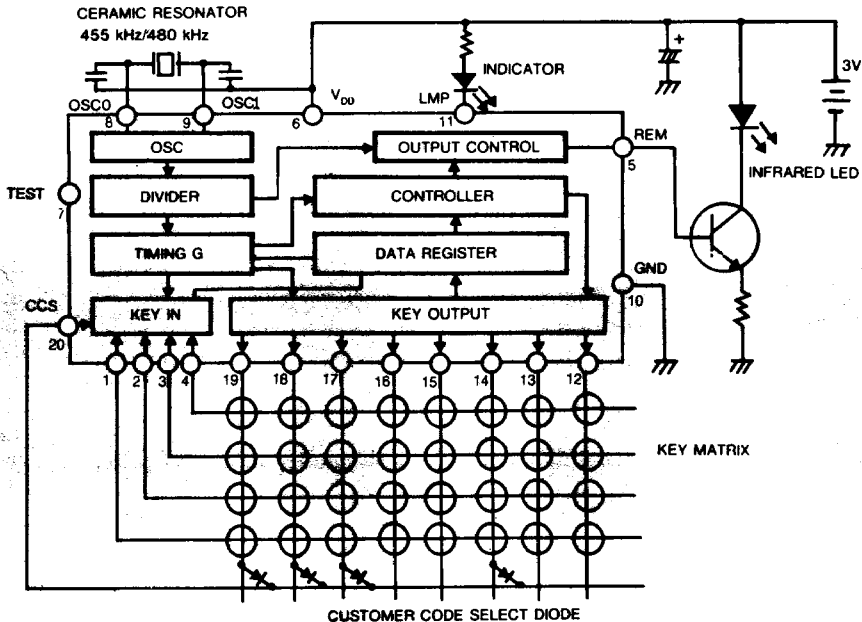 CERAMIC RESONATOR
455 kHz/480 kHz
3V
INDICATOR
OSC0
OSC1
VDD
LMP
8
9
6
11
REM
OSC
OUTPUT CONTROL
5
INFRARED LED
TEST
7
DIVIDER
CONTROLLER
TIMING G
DATA REGISTER
GND
10
CCS
20
KEY IN
KEY OUTPUT
1
2
3
4
19
18
17
16
15
14
13
12
KEY MATRIX
CUSTOMER CODE SELECT DIODE